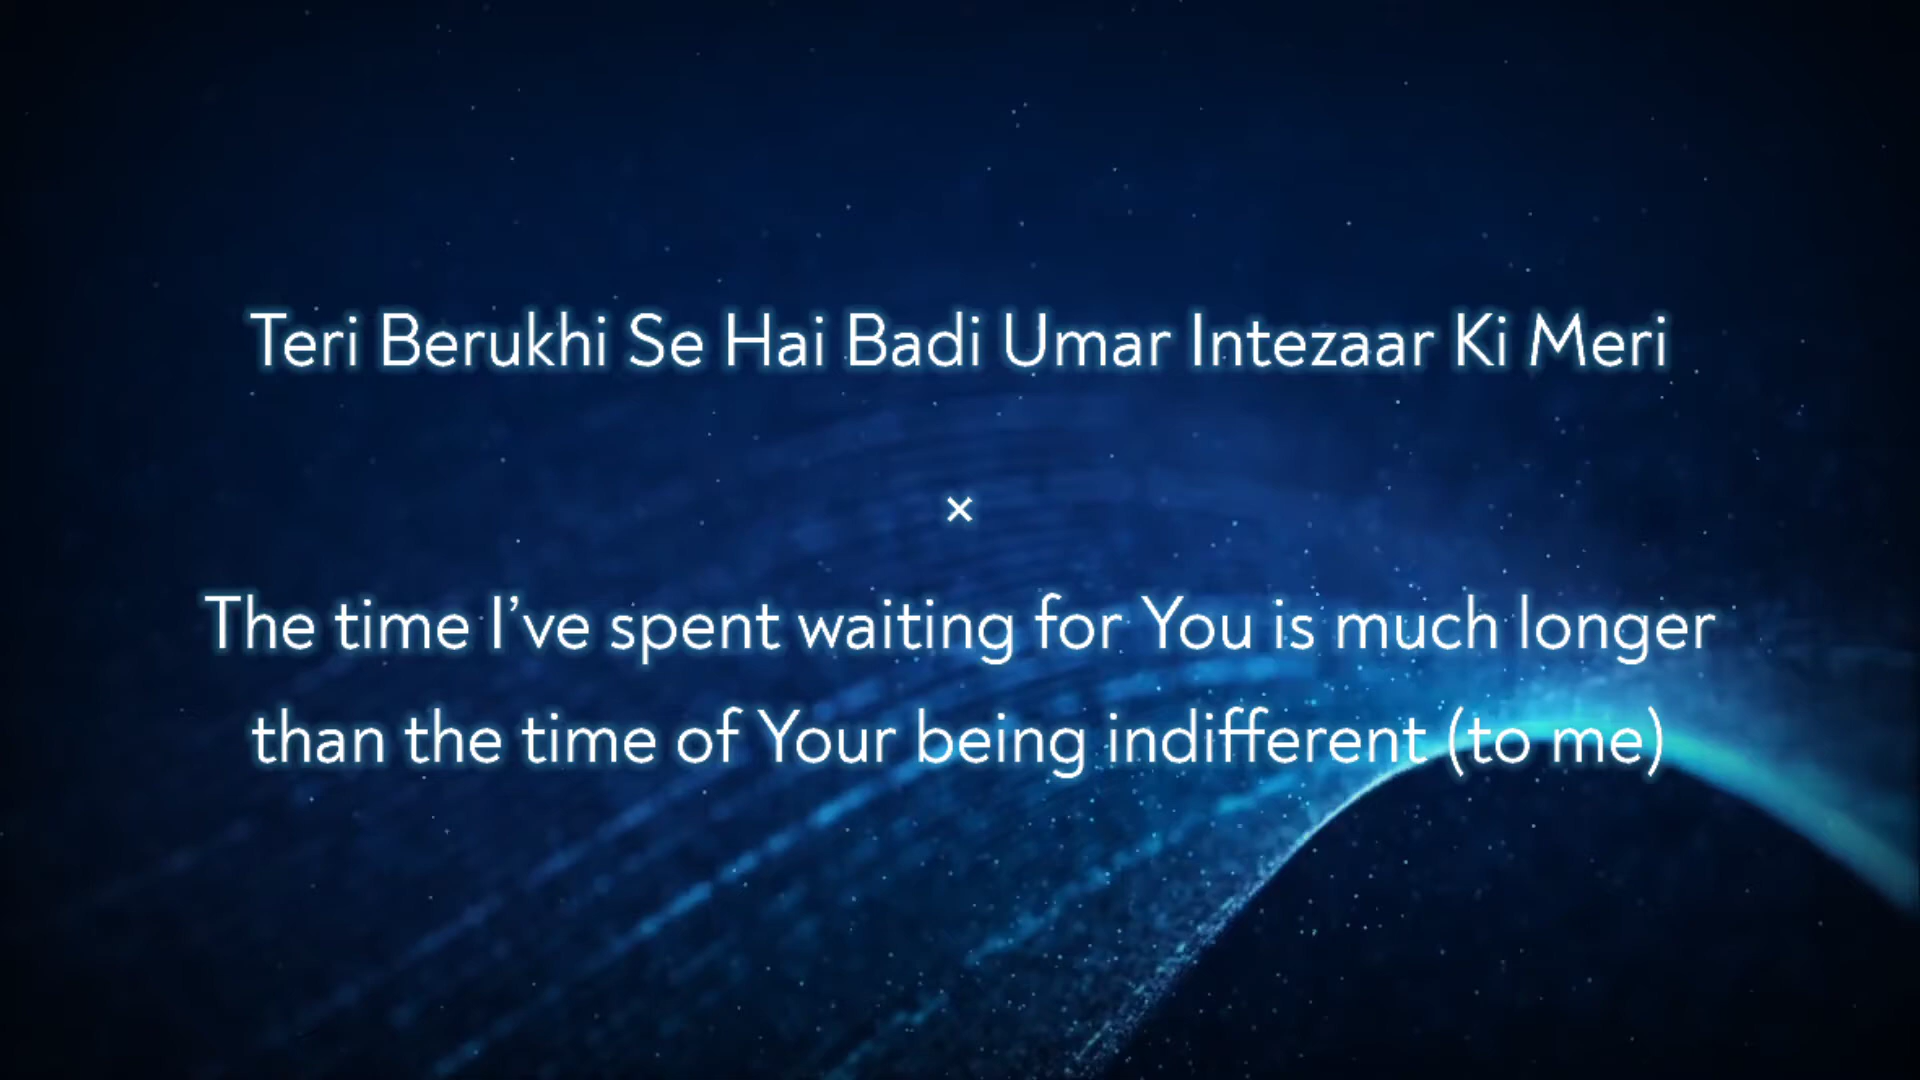 Teri Berukhi Se Hai Badi Umar Intezaar Ki Meri
×
The time I’ve spent waiting for You is much longer
than the time of Your being indifferent (to me)